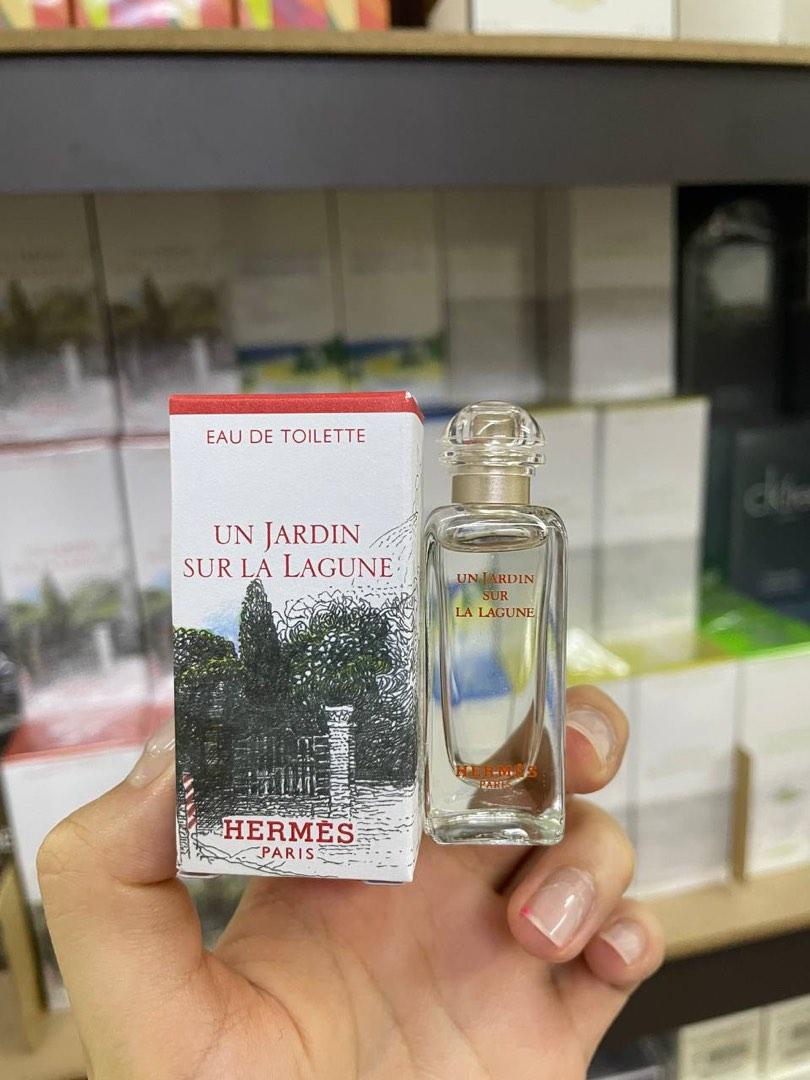 EAU DE TOILETTE
UN JARDIN
SUR LA LAGUNE
HERMÈS
PARIS
UN JARDIN
SUR
LA LAGUNE
HERMÈS
PARIS